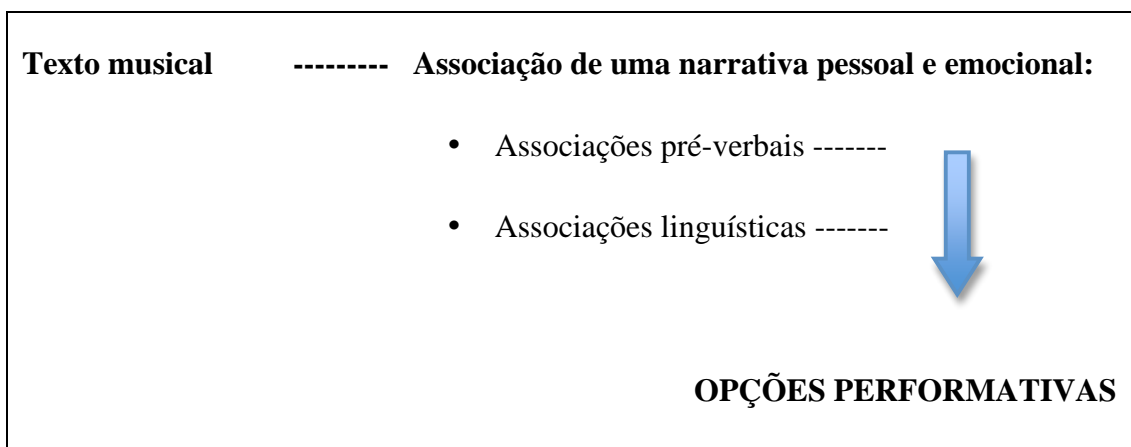 Texto musical --------- Associação de uma narrativa pessoal e emocional:
• Associações pré-verbais -------
• Associações linguísticas -------
OPÇÕES PERFORMATIVAS